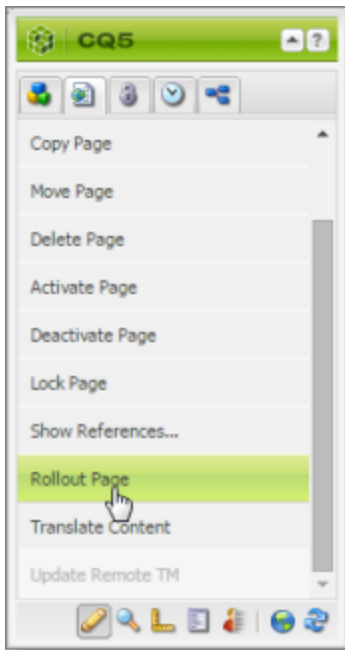 CQ5
?
Copy Page
Move Page
Delete Page
Activate Page
Deactivate Page
Lock Page
Show References...
Rollout Page
Translate Content
Update Remote TM